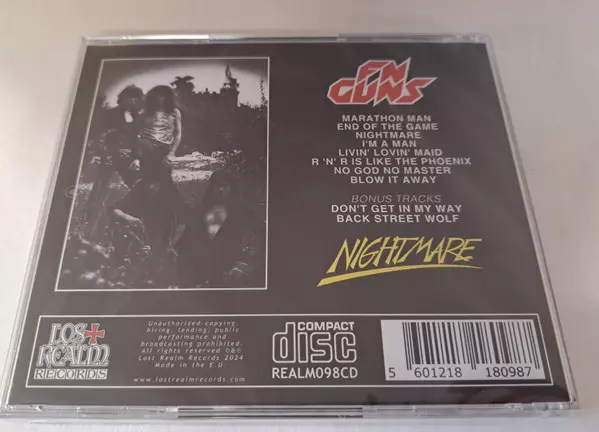 FN
GUNS
MARATHON MAN
END OF THE GAME
NIGHTMARE
I'M A MAN
LIVIN' LOVIN' MAID
R 'N' R IS LIKE THE PHOENIX
NO GOD NO MASTER
BLOW IT AWAY
BONUS TRACKS
DON'T GET IN MY WAY
BACK STREET WOLF
NIGHTMARE
LOST
REALM
RECORDS
Unauthorized copying,
hiring, lending, public
performance and
broadcasting prohibited.
All rights reserved ©℗
Lost Realm Records 2024
Made in the E.U
www.lostrealmrecords.com
COMPACT
disc
REALM098CD
5 601218 180987